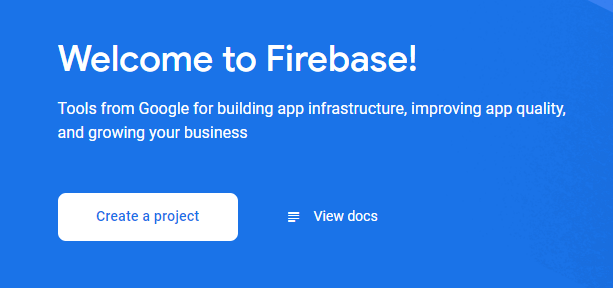 Welcome to Firebase!
Tools from Google for building app infrastructure, improving app quality,
and growing your business
Create a project
View docs